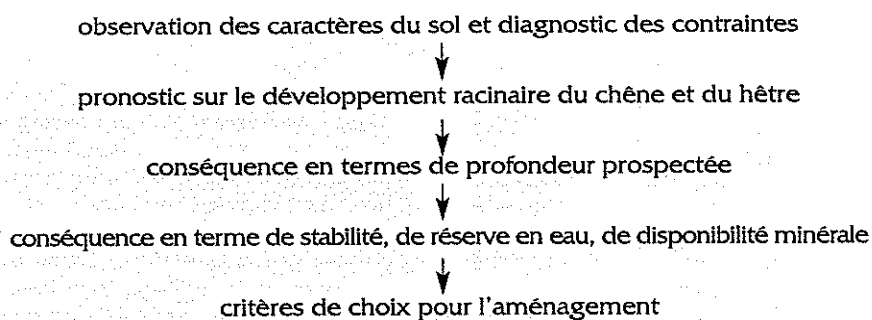 observation des caractères du sol et diagnostic des contraintes
pronostic sur le développement racinaire du chêne et du hêtre
conséquence en termes de profondeur prospectée
conséquence en terme de stabilité, de réserve en eau, de disponibilité minérale
critères de choix pour l'aménagement